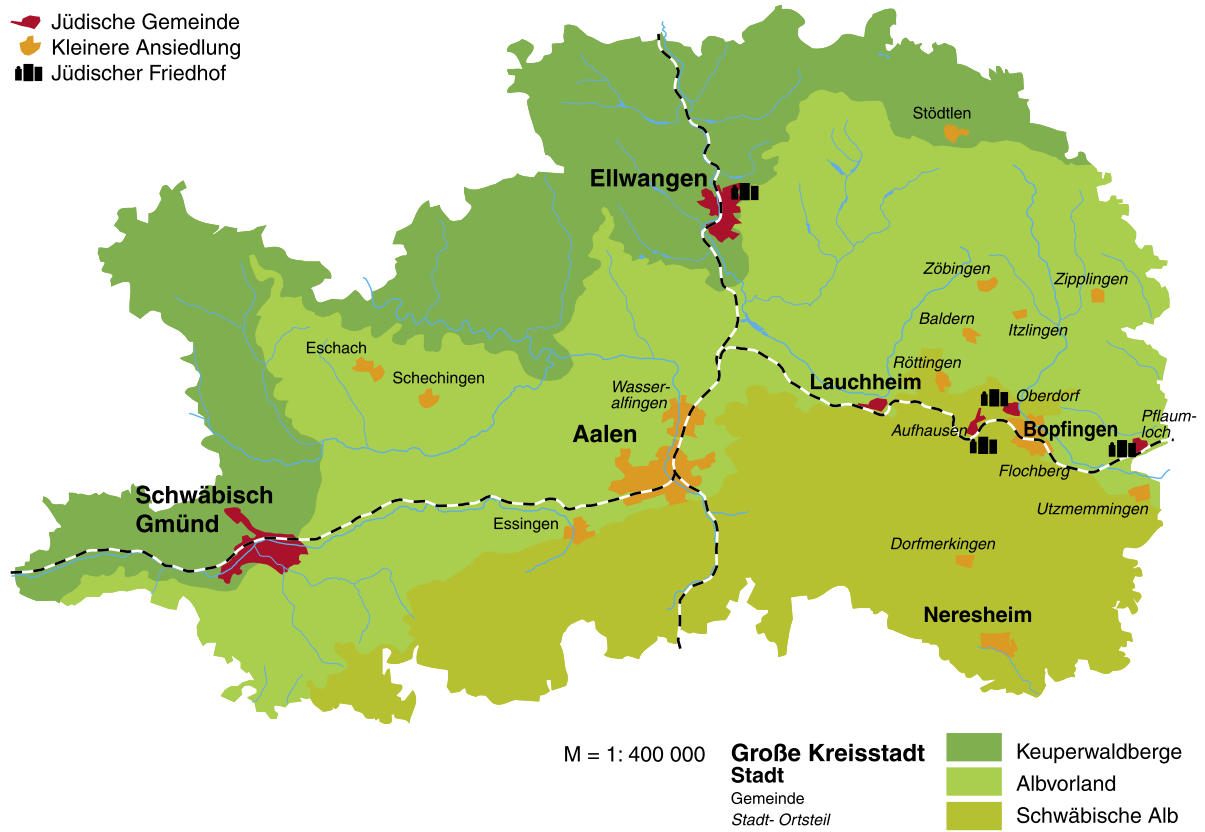 Jüdische Gemeinde
Kleinere Ansiedlung
Jüdischer Friedhof
Stödtlen
Ellwangen
Zöbingen
Zipplingen
Baldern
Itzlingen
Eschach
Schechingen
Röttingen
Wasser-
alfingen
Lauchheim
Oberdorf
Aufhausen
Bopfingen
Pflaum-
loch
Aalen
Flochberg
Schwäbisch
Gmünd
Essingen
Utzmemmingen
Dorfmerkingen
Neresheim
M = 1: 400 000
Große Kreisstadt
Stadt
Gemeinde
Stadt- Ortsteil
Keuperwaldberge
Albvorland
Schwäbische Alb